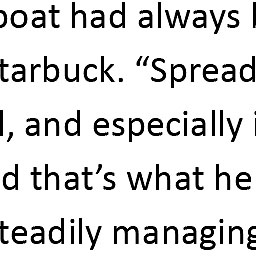 boat had always
tarbuck. “Spread
, and especially
d that’s what he
teadily managing